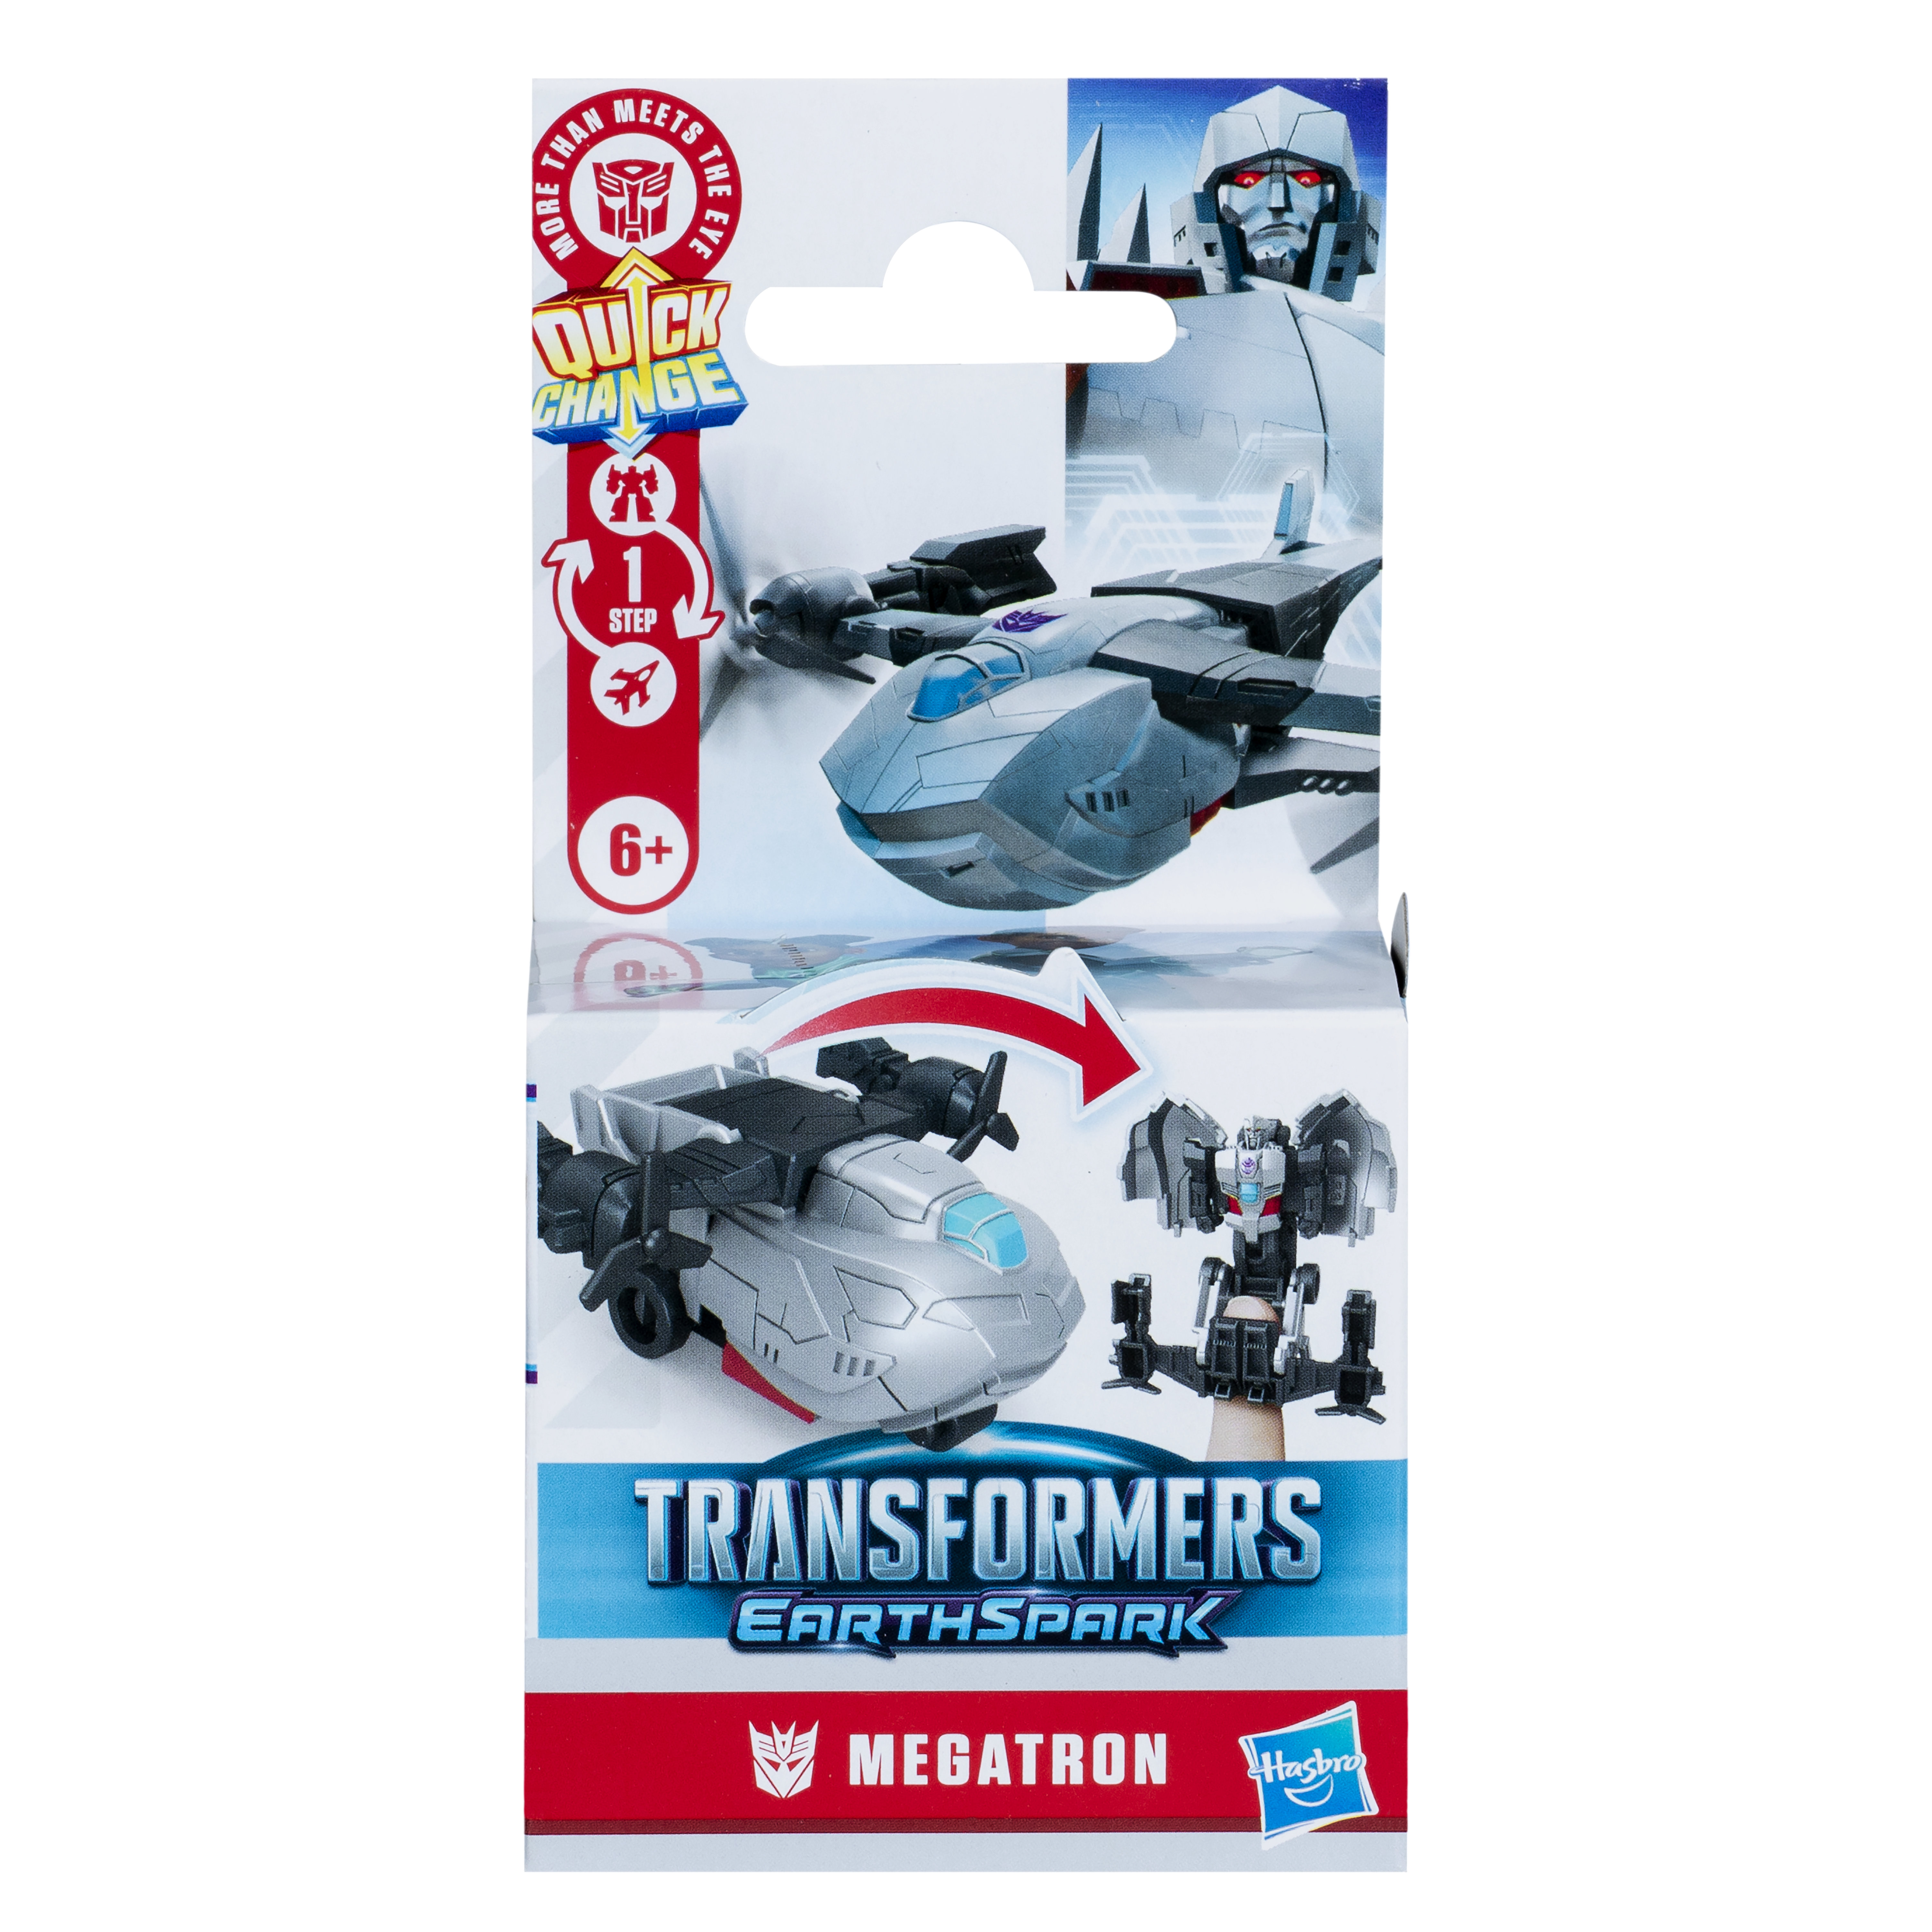 MORE THAN MEETS THE EYE
QUICK
CHANGE
1
STEP
6+
TRANSFORMERS
EARTHSPARK
MEGATRON
Hasbro